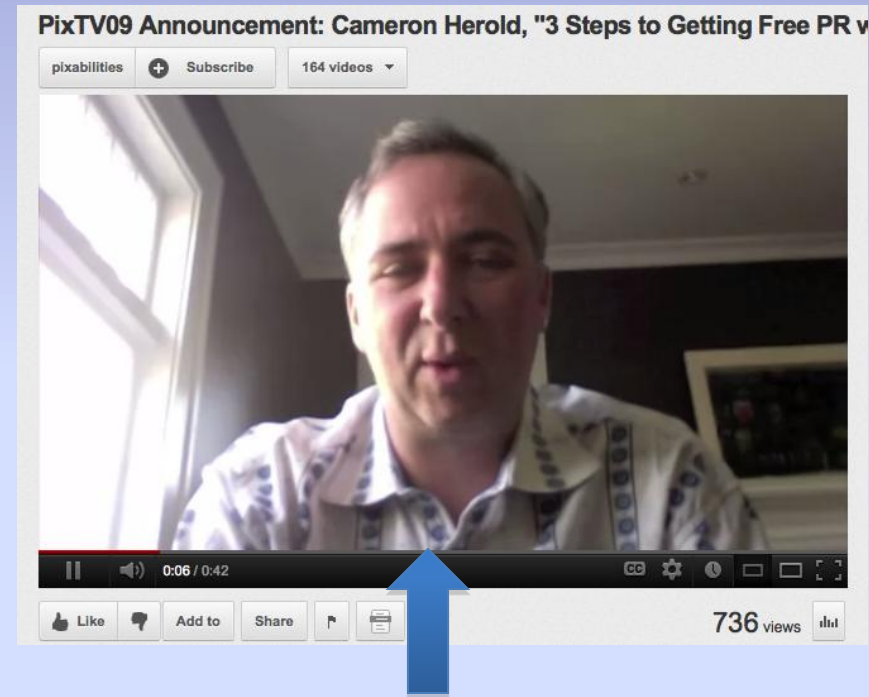 PixTV09 Announcement: Cameron Herold, "3 Steps to Getting Free PR w
pixabilities Subscribe 164 videos
0:06 / 0:42 CC
Like Add to Share 736 views